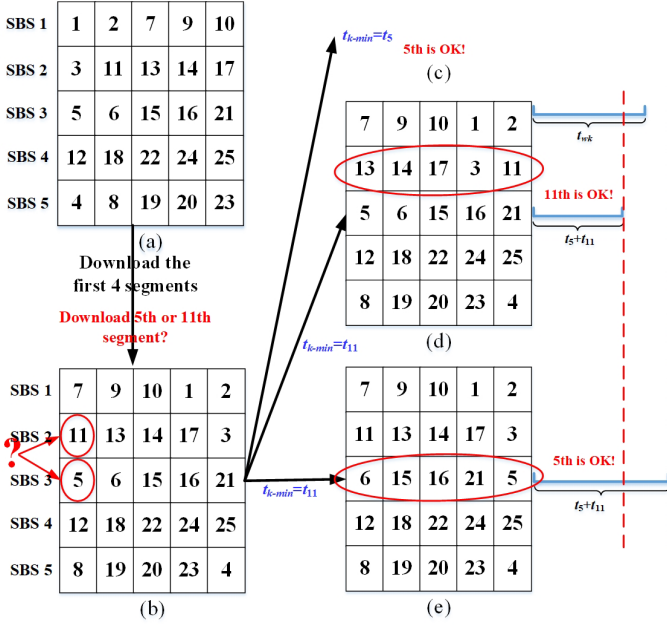 SBS 1 1 2 7 9 10
SBS 2 3 11 13 14 17
SBS 3 5 6 15 16 21
SBS 4 12 18 22 24 25
SBS 5 4 8 19 20 23
(a)
Download the
first 4 segments
Download 5th or 11th
segment?
SBS 1 7 9 10 1 2
SBS 2 11 13 14 17 3
SBS 3 5 6 15 16 21
SBS 4 12 18 22 24 25
SBS 5 8 19 20 23 4
?
(b)
tk-min=t5
5th is OK!
(c)
tk-min=t11
7 9 10 1 2
13 14 17 3 11
5 6 15 16 21
12 18 22 24 25
8 19 20 23 4
(d)
twk
11th is OK!
t5+t11
tk-min=t11
7 9 10 1 2
11 13 14 17 3
6 15 16 21 5
12 18 22 24 25
8 19 20 23 4
(e)
5th is OK!
t5+t11